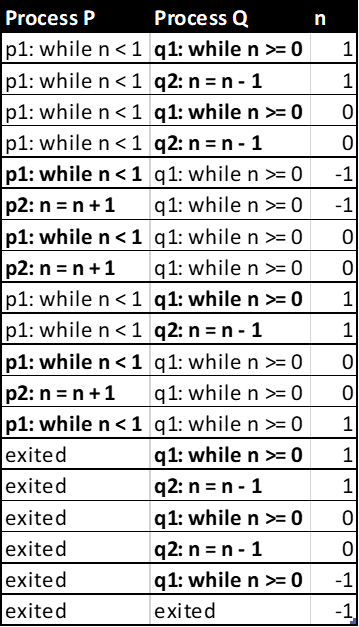 Process P Process Q n
p1: while n < 1 q1: while n >= 0 1
p1: while n < 1 q2: n = n - 1 1
p1: while n < 1 q1: while n >= 0 0
p1: while n < 1 q2: n = n - 1 0
p1: while n < 1 q1: while n >= 0 -1
p2: n = n + 1 q1: while n >= 0 -1
p1: while n < 1 q1: while n >= 0 0
p2: n = n + 1 q1: while n >= 0 0
p1: while n < 1 q1: while n >= 0 1
p1: while n < 1 q2: n = n - 1 1
p1: while n < 1 q1: while n >= 0 0
p2: n = n + 1 q1: while n >= 0 0
p1: while n < 1 q1: while n >= 0 1
exited q1: while n >= 0 1
exited q2: n = n - 1 1
exited q1: while n >= 0 0
exited q2: n = n - 1 0
exited q1: while n >= 0 -1
exited exited -1